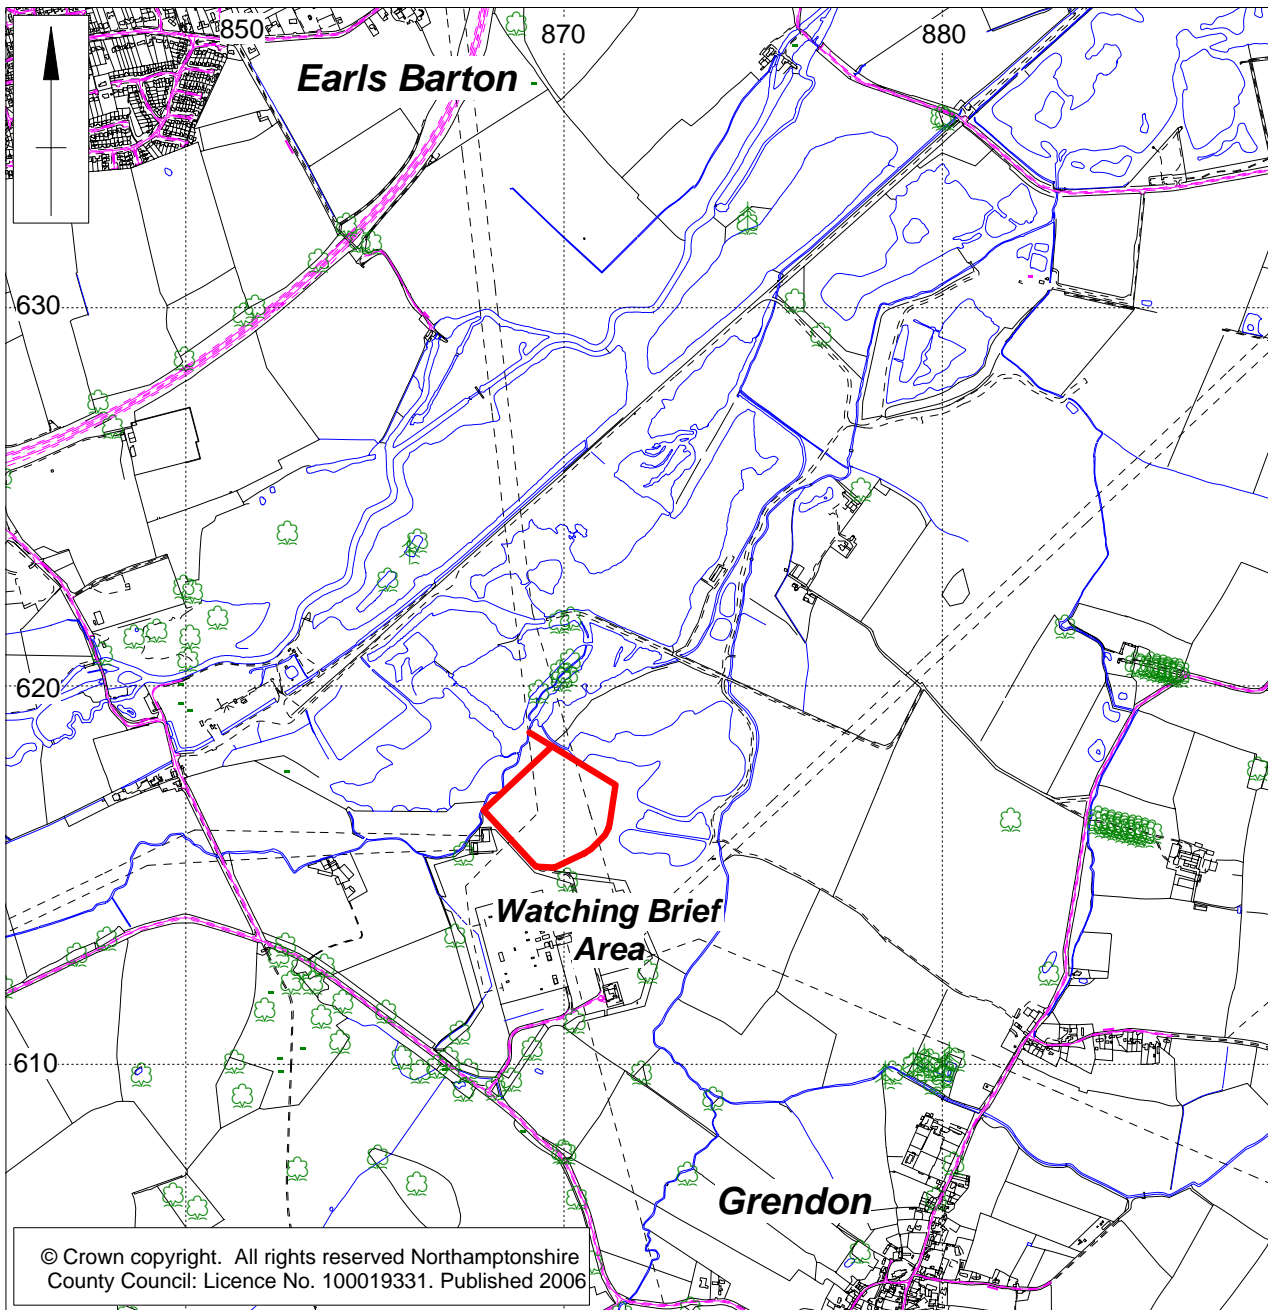 850
870
880
Earls Barton
630
620
Watching Brief
Area
610
Grendon
© Crown copyright. All rights reserved Northamptonshire
County Council: Licence No. 100019331. Published 2006